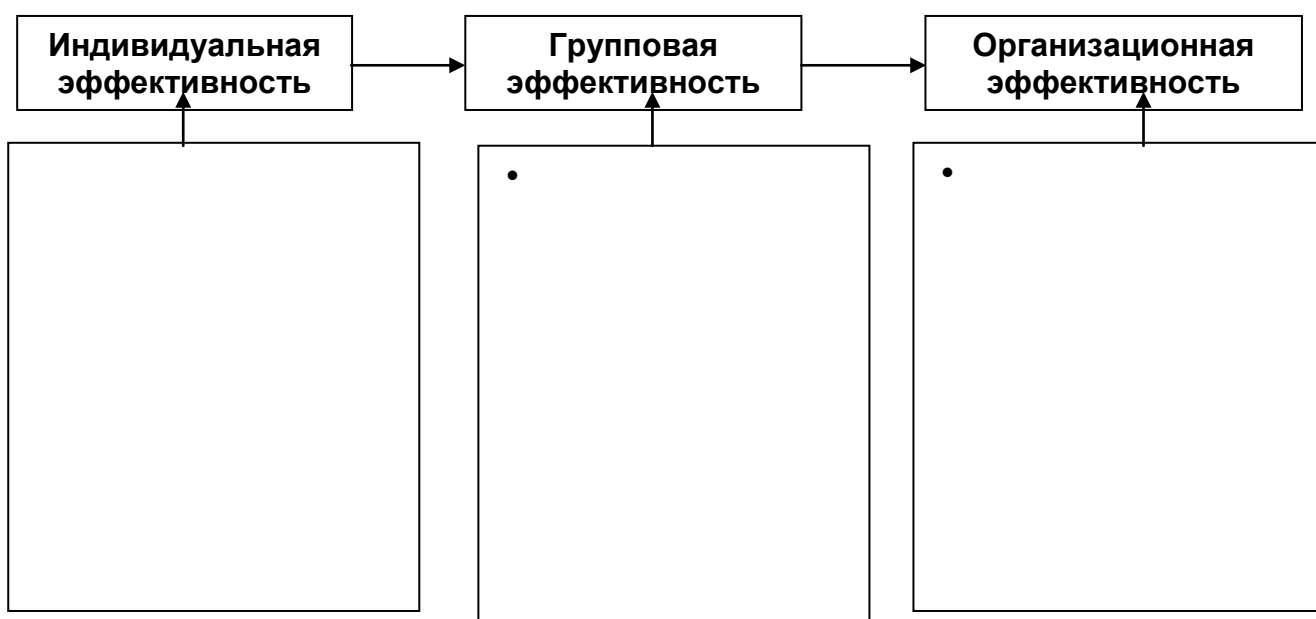 Индивидуальная
эффективность
Групповая
эффективность
Организационная
эффективность
•
•